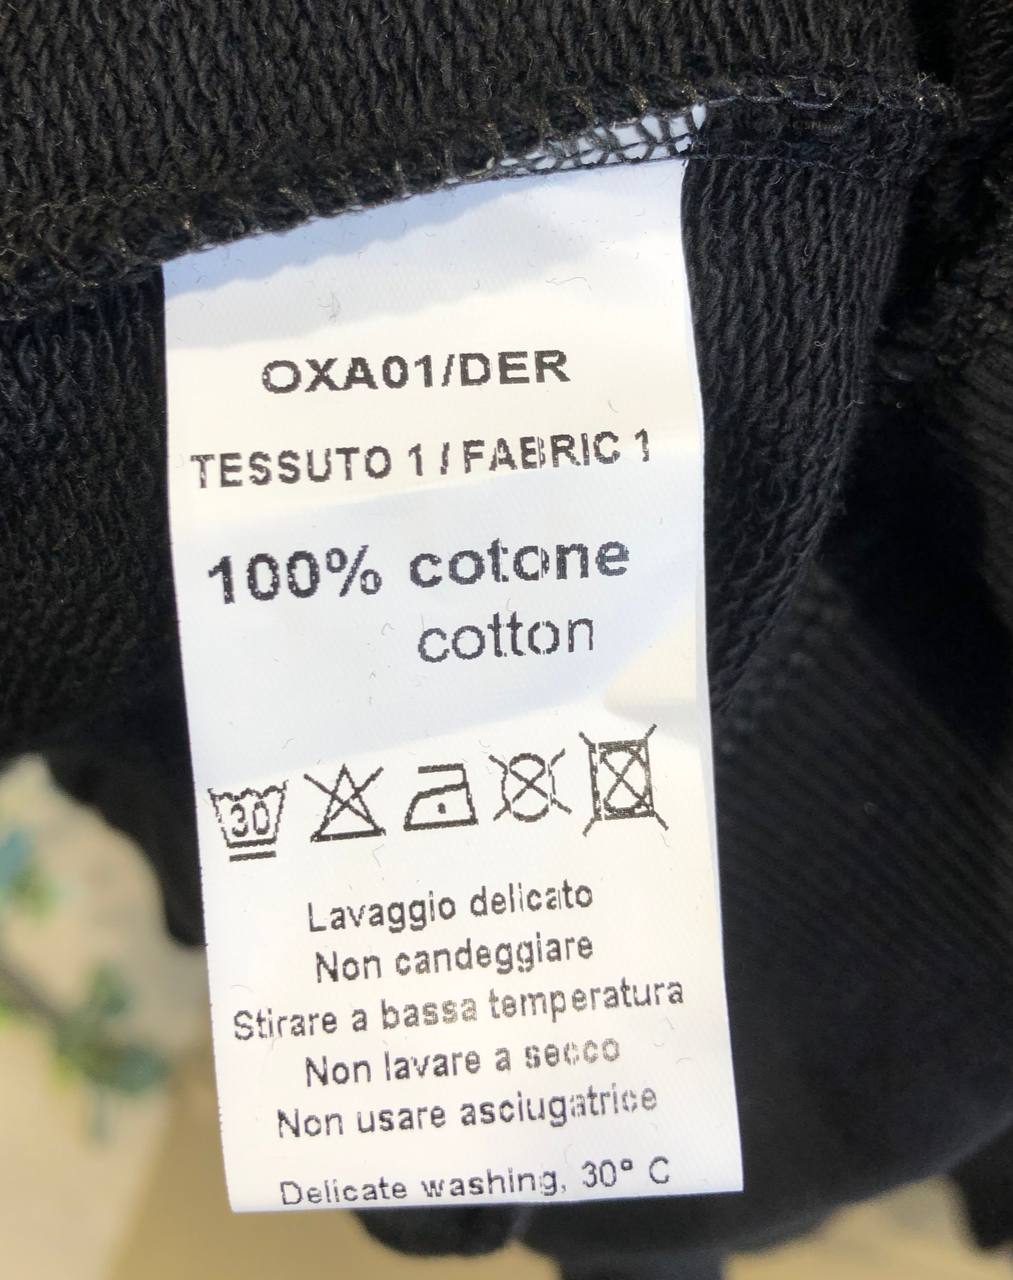 OXA01/DER
TESSUTO 1 / FABRIC 1
100% cotone
cotton
30
Lavaggio delicato
Non candeggiare
Stirare a bassa temperatura
Non lavare a secco
Non usare asciugatrice
Delicate washing, 30° C